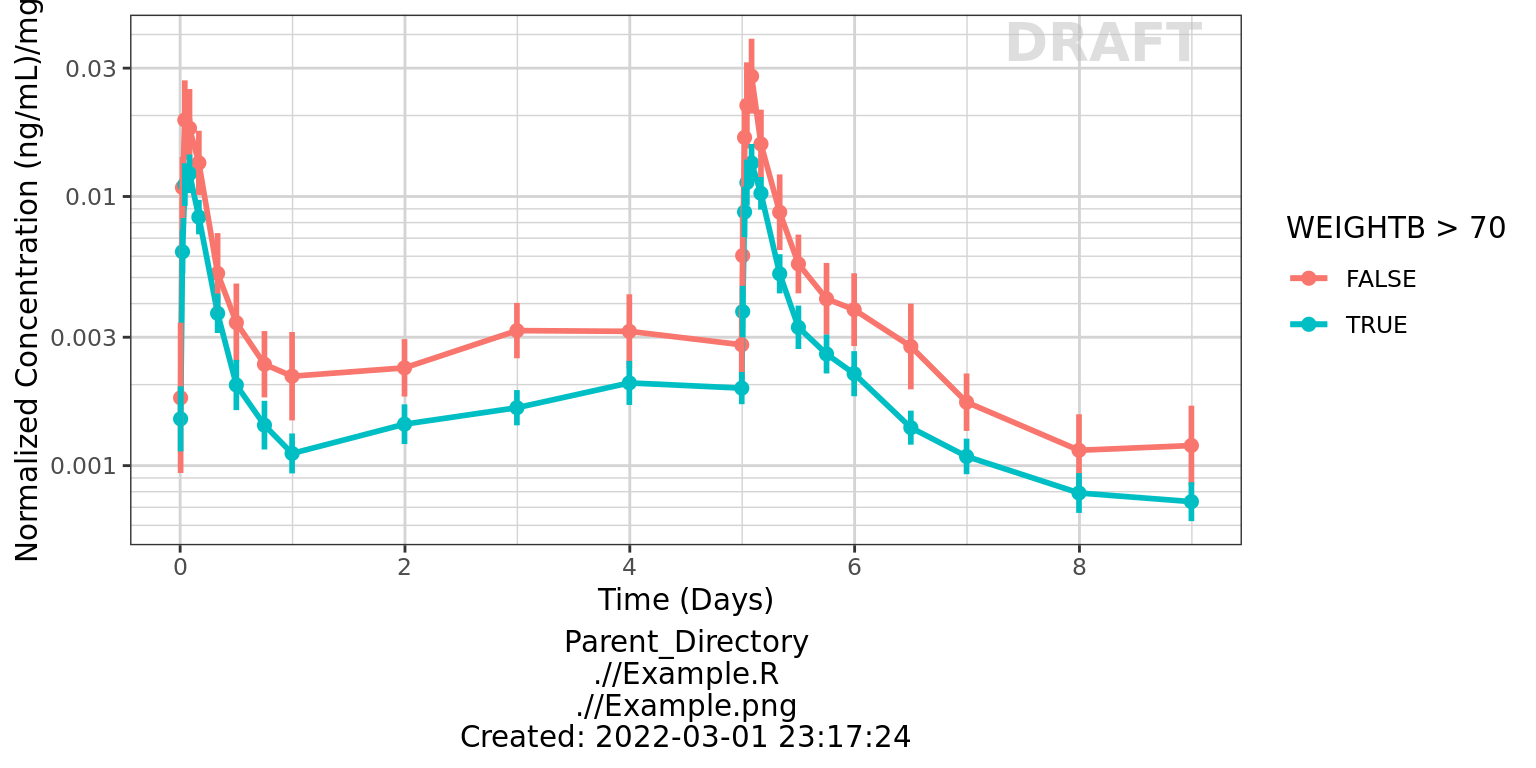 DRAFT
Normalized Concentration (ng/mL)/mg
0.03
0.01
0.003
0.001
0
2
4
6
8
Time (Days)
WEIGHTB > 70
FALSE
TRUE
Parent_Directory
.//Example.R
.//Example.png
Created: 2022-03-01 23:17:24